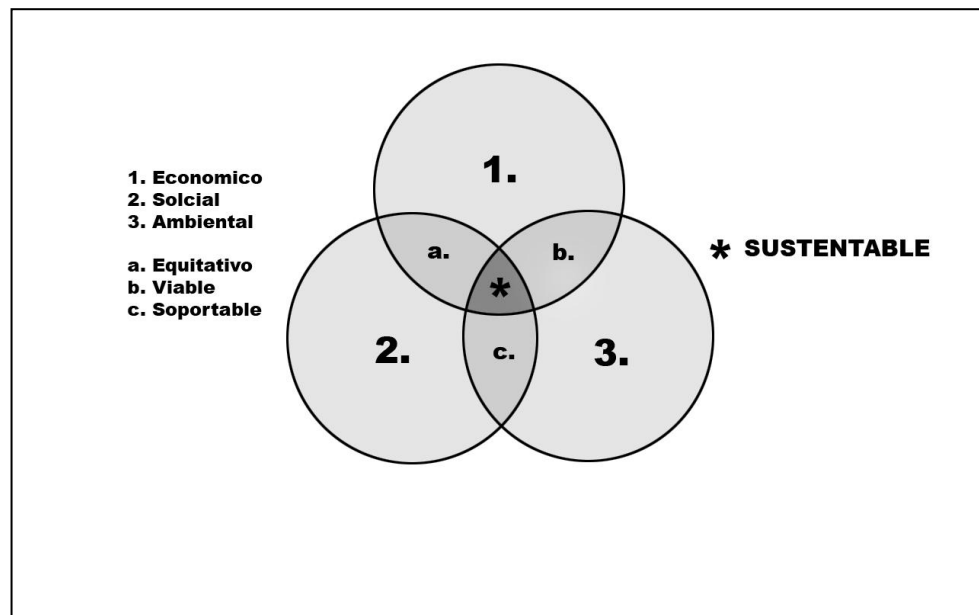 1.
1. Economico
2. Solcial
3. Ambiental
a. Equitativo
b. Viable
c. Soportable
a.
b.
* SUSTENTABLE
*
2.
c.
3.